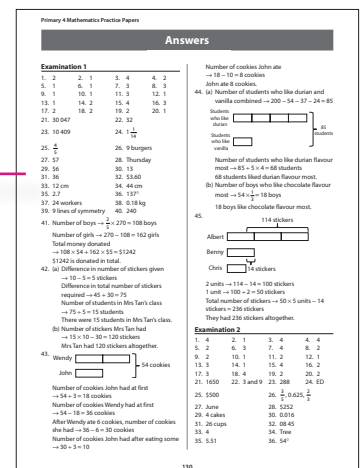 Primary 4 Mathematics Practice Papers
Answers
Examination 1
1. 2 2. 1 3. 4 4. 2
5. 1 6. 1 7. 3 8. 3
9. 1 10. 1 11. 3 12. 1
13. 1 14. 2 15. 4 16. 3
17. 2 18. 2 19. 2 20. 1
21. 30 047 22. 32
23. 10 409 24. 1 1/14
25. 4/5 26. 9 burgers
27. 57 28. Thursday
29. 56 30. 13
31. 36 32. $3.60
33. 12 cm 34. 44 cm
35. 2.7 36. 137°
37. 24 workers 38. 0.18 kg
39. 9 lines of symmetry 40. 240
41. Number of boys → 2/5 × 270 = 108 boys
Number of girls → 270 – 108 = 162 girls
Total money donated
→ 108 × $4 + 162 × $5 = $1242
$1242 is donated in total.
42. (a) Difference in number of stickers given
→ 10 – 5 = 5 stickers
Difference in total number of stickers
required → 45 + 30 = 75
Number of students in Mrs Tan's class
→ 75 ÷ 5 = 15 students
There were 15 students in Mrs Tan's class.
(b) Number of stickers Mrs Tan had
→ 15 × 10 – 30 = 120 stickers
Mrs Tan had 120 stickers altogether.
43. Wendy
John
54 cookies
Number of cookies John had at first
→ 54 ÷ 3 = 18 cookies
Number of cookies Wendy had at first
→ 54 – 18 = 36 cookies
After Wendy ate 6 cookies, number of cookies
she had → 36 – 6 = 30 cookies
Number of cookies John had after eating some
→ 30 ÷ 3 = 10
Number of cookies John ate
→ 18 – 10 = 8 cookies
John ate 8 cookies.
44. (a) Number of students who like durian and
vanilla combined → 200 – 54 – 37 – 24 = 85
Students
who like
durian
Students
who like
vanilla
85
students
Number of students who like durian flavour
most → 85 ÷ 5 × 4 = 68 students
68 students liked durian flavour most.
(b) Number of boys who like chocolate flavour
most → 54 × 1/3 = 18 boys
18 boys like chocolate flavour most.
45.
114 stickers
Albert
Benny
Chris
14 stickers
2 units → 114 – 14 = 100 stickers
1 unit → 100 ÷ 2 = 50 stickers
Total number of stickers → 50 × 5 units – 14
stickers = 236 stickers
They had 236 stickers altogether.
Examination 2
1. 4 2. 1 3. 4 4. 4
5. 2 6. 3 7. 4 8. 2
9. 2 10. 1 11. 2 12. 1
13. 3 14. 1 15. 4 16. 2
17. 3 18. 4 19. 2 20. 2
21. 1650 22. 3 and 9 23. 288 24. ED
25. $500 26. 3/5, 0.625, 2/3
27. June 28. $252
29. 4 cakes 30. 0.016
31. 26 cups 32. 08 45
33. 4 34. Tree
35. 5.51 36. 54°
130